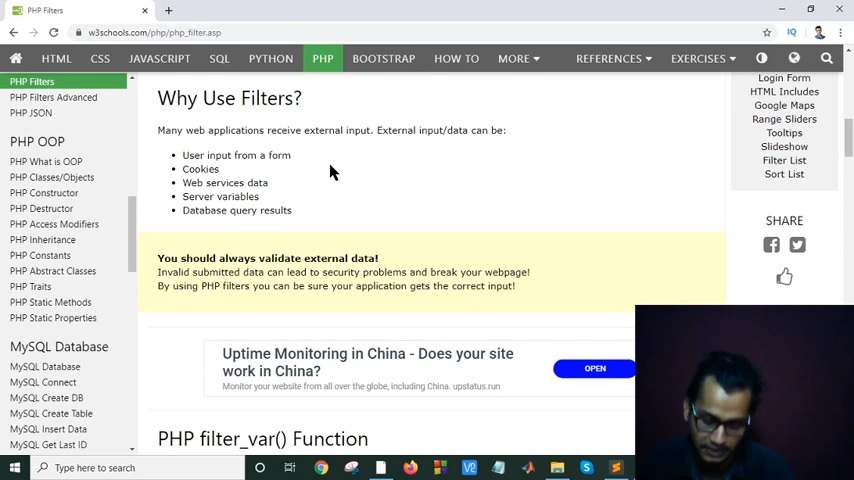 PHP Filters
w3schools.com/php/php_filter.asp
HTML CSS JAVASCRIPT SQL PYTHON PHP BOOTSTRAP HOW TO MORE REFERENCES EXERCISES
PHP Filters
PHP Filters Advanced
PHP JSON
PHP OOP
PHP What is OOP
PHP Classes/Objects
PHP Constructor
PHP Destructor
PHP Access Modifiers
PHP Inheritance
PHP Constants
PHP Abstract Classes
PHP Traits
PHP Static Methods
PHP Static Properties
MySQL Database
MySQL Database
MySQL Connect
MySQL Create DB
MySQL Create Table
MySQL Insert Data
MySQL Get Last ID
Why Use Filters?
Many web applications receive external input. External input/data can be:
• User input from a form
• Cookies
• Web services data
• Server variables
• Database query results
You should always validate external data!
Invalid submitted data can lead to security problems and break your webpage!
By using PHP filters you can be sure your application gets the correct input!
Uptime Monitoring in China - Does your site
work in China?
Monitor your website from all over the globe, including China. upstatus.run
OPEN
PHP filter_var() Function
Login Form
HTML Includes
Google Maps
Range Sliders
Tooltips
Slideshow
Filter List
Sort List
SHARE
Type here to search